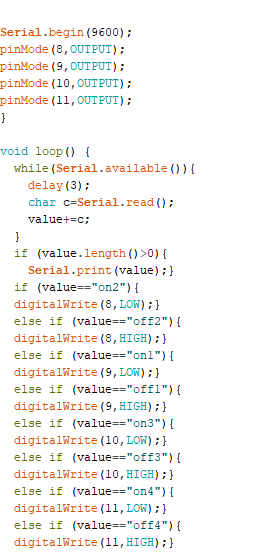 Serial.begin(9600);
pinMode(8,OUTPUT);
pinMode(9,OUTPUT);
pinMode(10,OUTPUT);
pinMode(11,OUTPUT);
}
void loop() {
while(Serial.available()){
delay(3);
char c=Serial.read();
value+=c;
}
if (value.length()>0){
Serial.print(value);}
if (value=="on2"){
digitalWrite(8,LOW);}
else if (value=="off2"){
digitalWrite(8,HIGH);}
else if (value=="on1"){
digitalWrite(9,LOW);}
else if (value=="off1"){
digitalWrite(9,HIGH);}
else if (value=="on3"){
digitalWrite(10,LOW);}
else if (value=="off3"){
digitalWrite(10,HIGH);}
else if (value=="on4"){
digitalWrite(11,LOW);}
else if (value=="off4"){
digitalWrite(11,HIGH);}